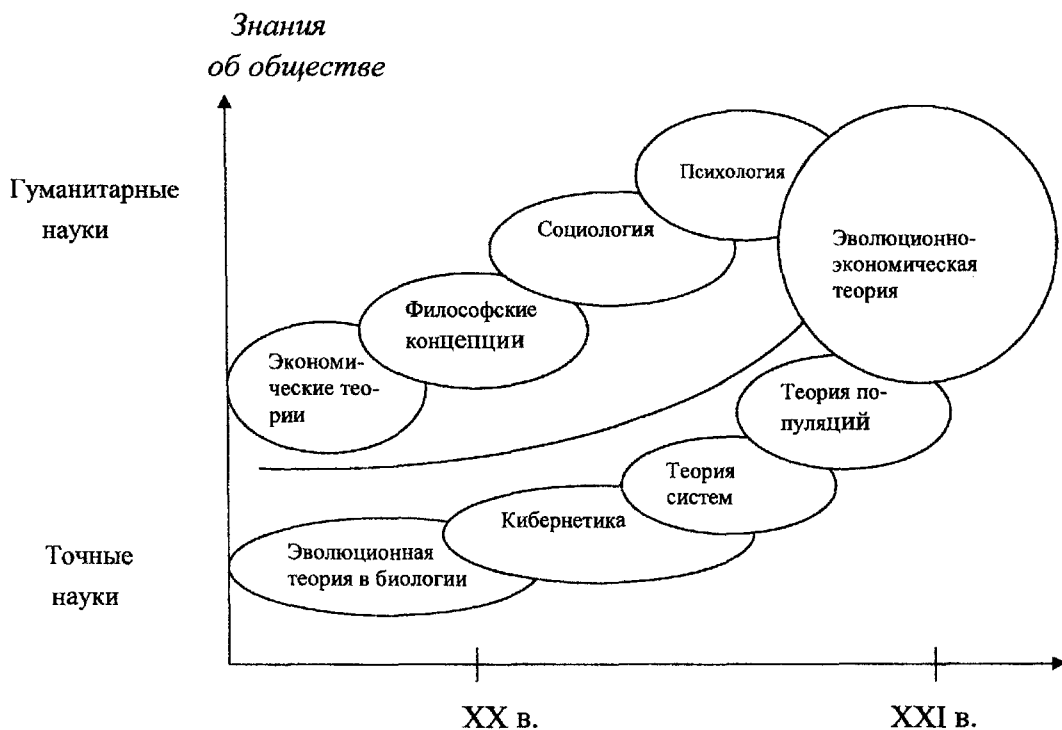 Знания
об обществе
Гуманитарные
науки
Психология
Социология
Эволюционно-
экономическая
теория
Философские
концепции
Экономи-
ческие тео-
рии
Теория по-
пуляций
Теория
систем
Кибернетика
Точные
науки
Эволюционная
теория в биологии
XX в.
XXI в.